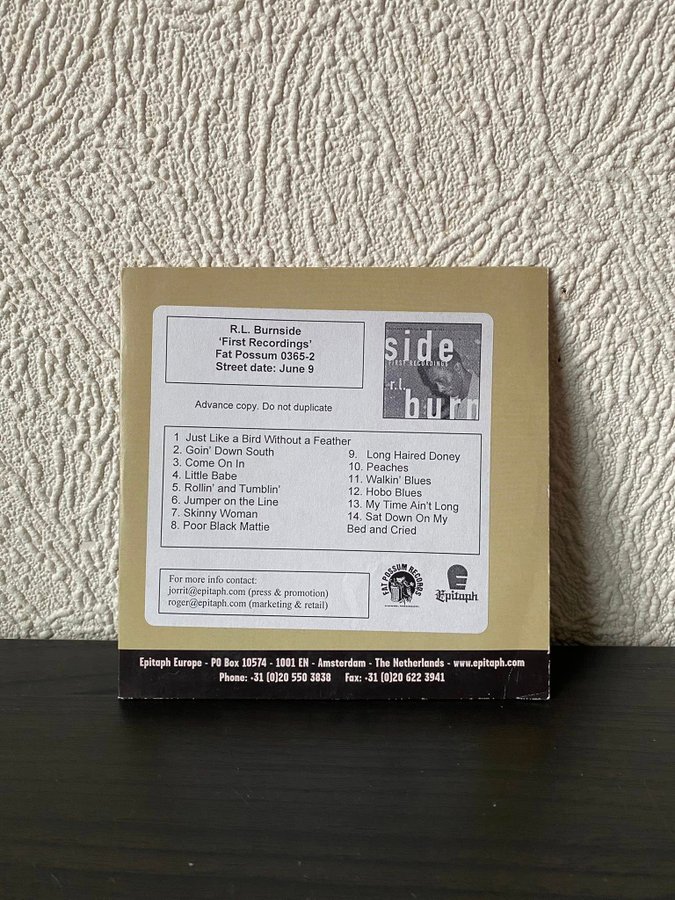 R.L. Burnside
'First Recordings'
Fat Possum 0365-2
Street date: June 9
side
FIRST RECORDINGS
r.l.
burn
Advance copy. Do not duplicate
1 Just Like a Bird Without a Feather
2. Goin' Down South
3. Come On In
4. Little Babe
5. Rollin' and Tumblin'
6. Jumper on the Line
7. Skinny Woman
8. Poor Black Mattie
9. Long Haired Doney
10. Peaches
11. Walkin' Blues
12. Hobo Blues
13. My Time Ain't Long
14. Sat Down On My
Bed and Cried
For more info contact:
jorrit@epitaph.com (press & promotion)
roger@epitaph.com (marketing & retail)
FAT POSSUM RECORDS
Epitaph
Epitaph Europe - PO Box 10574 - 1001 EN - Amsterdam - The Netherlands - www.epitaph.com
Phone: +31 (0)20 550 3838 Fax: +31 (0)20 622 3941